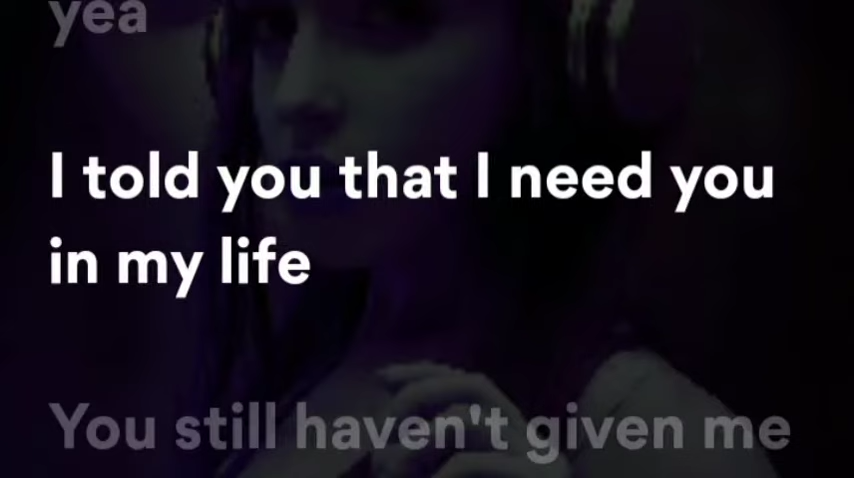 yea
I told you that I need you
in my life
You still haven't given me